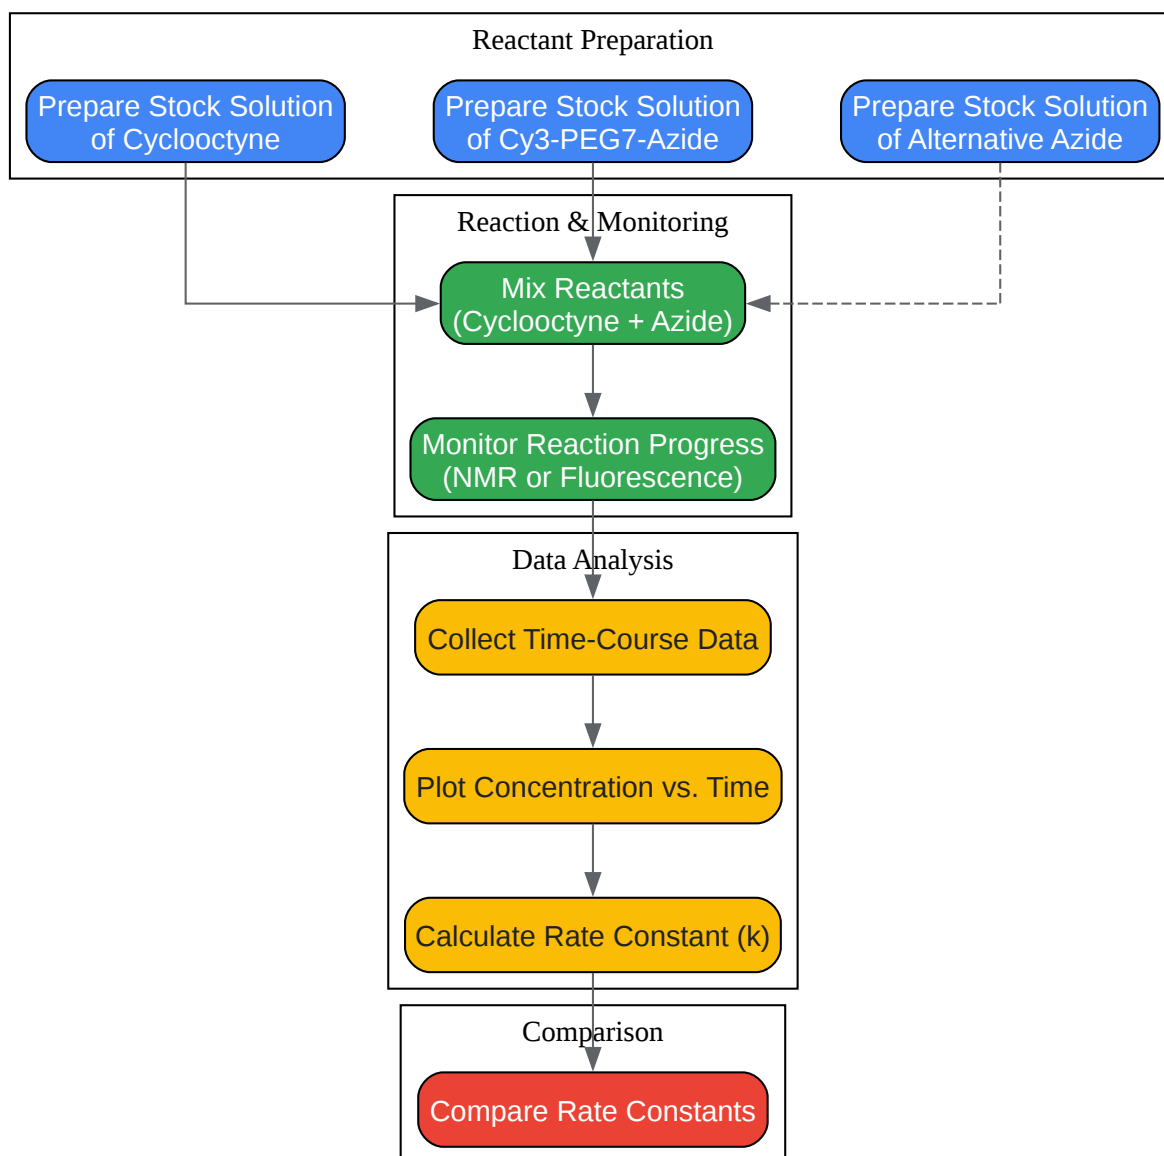 Reactant Preparation
Prepare Stock Solution
of Cyclooctyne
Prepare Stock Solution
of Cy3-PEG7-Azide
Prepare Stock Solution
of Alternative Azide
Reaction & Monitoring
Mix Reactants
(Cyclooctyne + Azide)
Monitor Reaction Progress
(NMR or Fluorescence)
Data Analysis
Collect Time-Course Data
Plot Concentration vs. Time
Calculate Rate Constant (k)
Comparison
Compare Rate Constants